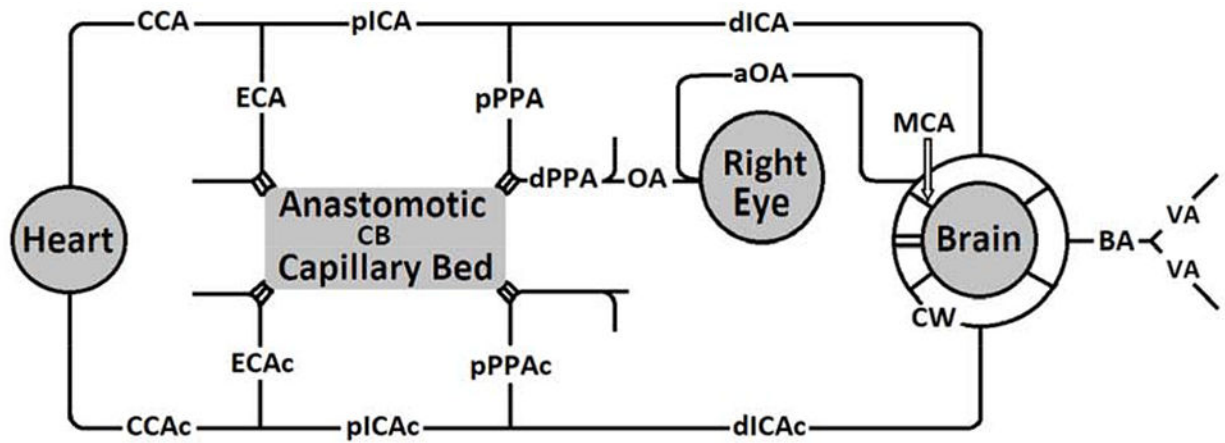 CCA pICA dICA
aOA
ECA pPPA
MCA
dPPA OA
Right
Eye
Heart
Anastomotic
CB
Capillary Bed
Brain
BA
VA
VA
CW
ECAc pPPAc
CCAc pICAc dICAc